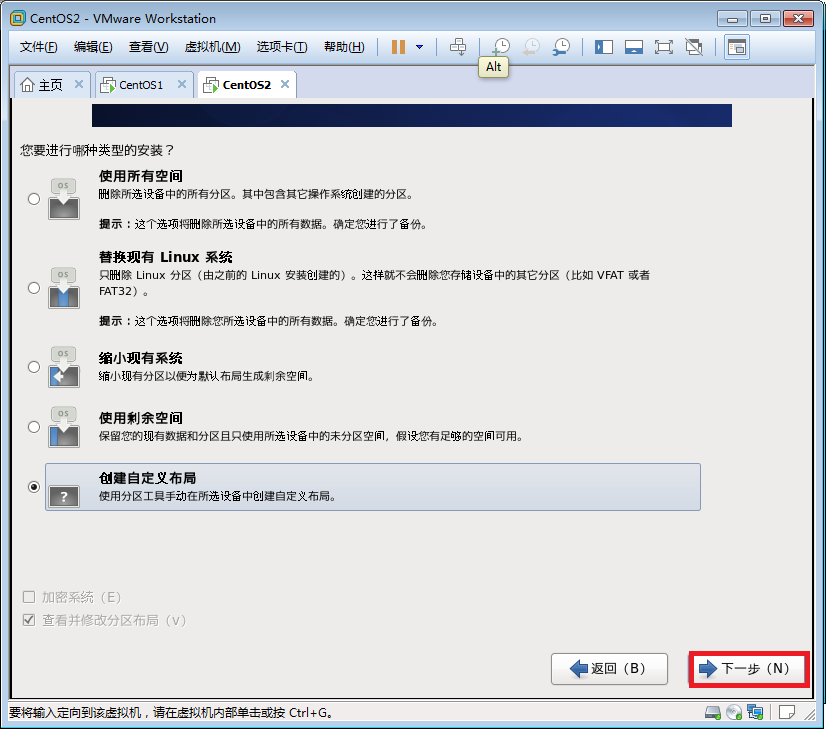 CentOS2 - VMware Workstation
文件(F) 编辑(E) 查看(V) 虚拟机(M) 选项卡(T) 帮助(H)
Alt
主页 CentOS1 CentOS2
您要进行哪种类型的安装？
OS
使用所有空间
删除所选设备中的所有分区。其中包含其它操作系统创建的分区。
提示：这个选项将删除所选设备中的所有数据。确定您进行了备份。
OS
替换现有 Linux 系统
只删除 Linux 分区（由之前的 Linux 安装创建的）。这样就不会删除您存储设备中的其它分区（比如 VFAT 或者
FAT32）。
提示：这个选项将删除您所选设备中的所有数据。确定您进行了备份。
OS
缩小现有系统
缩小现有分区以便为默认布局生成剩余空间。
OS
使用剩余空间
保留您的现有数据和分区且只使用所选设备中的未分区空间，假设您有足够的空间可用。
?
创建自定义布局
使用分区工具手动在所选设备中创建自定义布局。
加密系统（E）
查看并修改分区布局（v）
返回（B） 下一步（N）
要将输入定向到该虚拟机，请在虚拟机内部单击或按 Ctrl+G。